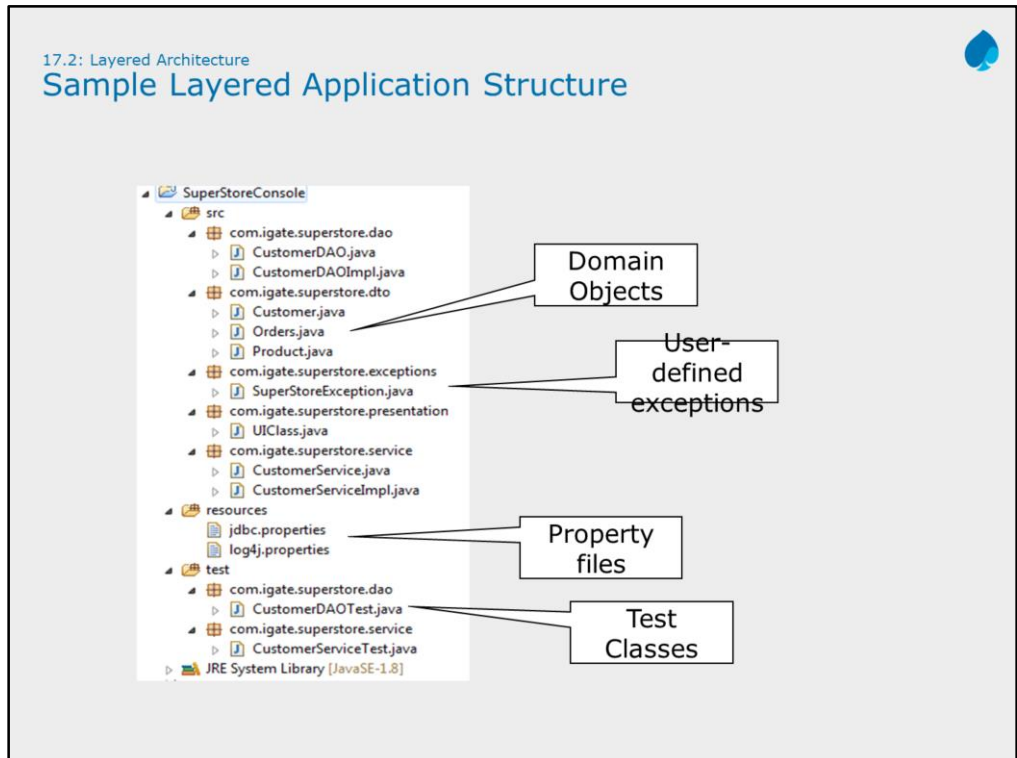 17.2: Layered Architecture
Sample Layered Application Structure
SuperStoreConsole
src
com.igate.superstore.dao
CustomerDAO.java
CustomerDAOImpl.java
com.igate.superstore.dto
Customer.java
Orders.java
Product.java
com.igate.superstore.exceptions
SuperStoreException.java
com.igate.superstore.presentation
UIClass.java
com.igate.superstore.service
CustomerService.java
CustomerServiceImpl.java
resources
jdbc.properties
log4j.properties
test
com.igate.superstore.dao
CustomerDAOTest.java
com.igate.superstore.service
CustomerServiceTest.java
JRE System Library [JavaSE-1.8]
Domain
Objects
User-
defined
exceptions
Property
files
Test
Classes